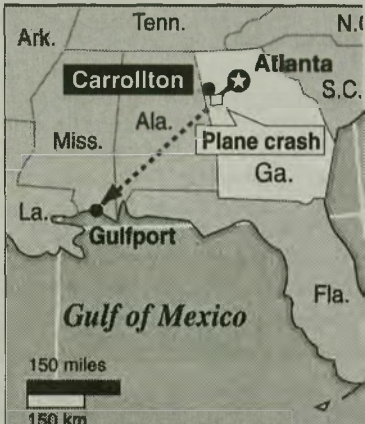 Tenn.
N.C
Ark.
Atlanta
Carrollton
S.C.
Ala.
Miss.
Plane crash
Ga.
La.
Gulfport
Fla.
Gulf of Mexico
150 miles
150 km